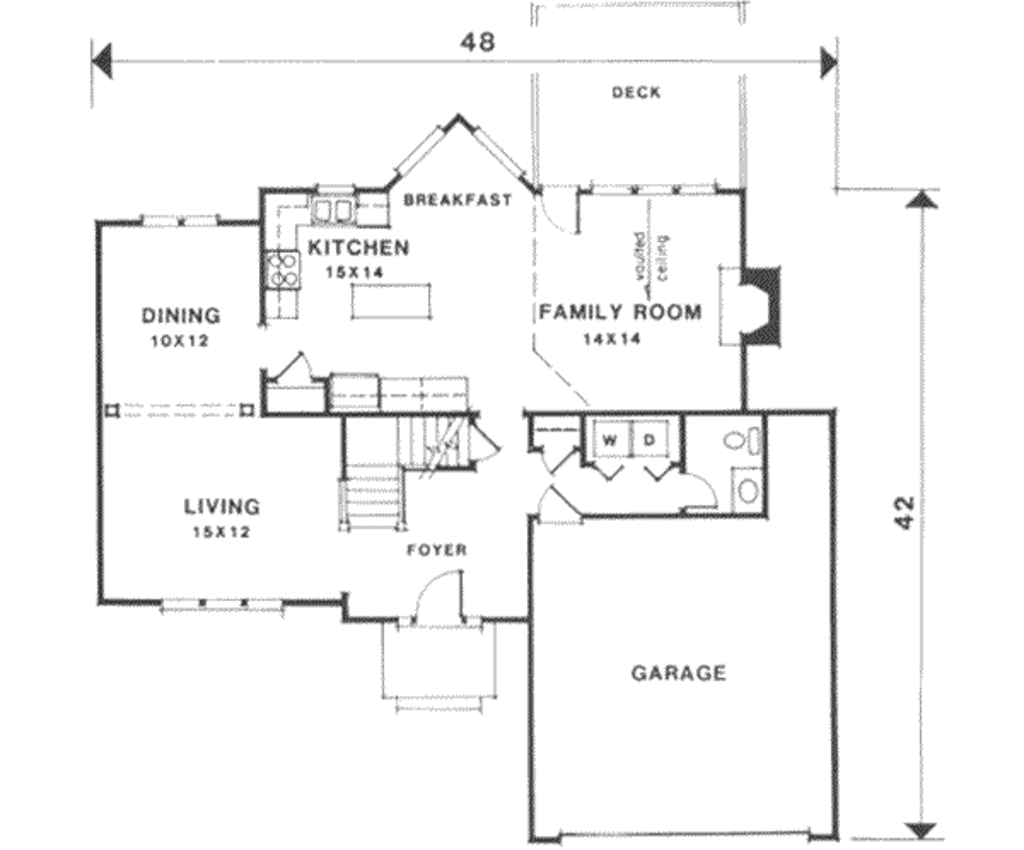 48
DECK
BREAKFAST
KITCHEN
15X14
vaulted
ceiling
DINING
10X12
FAMILY ROOM
14X14
W D
LIVING
15X12
42
FOYER
GARAGE